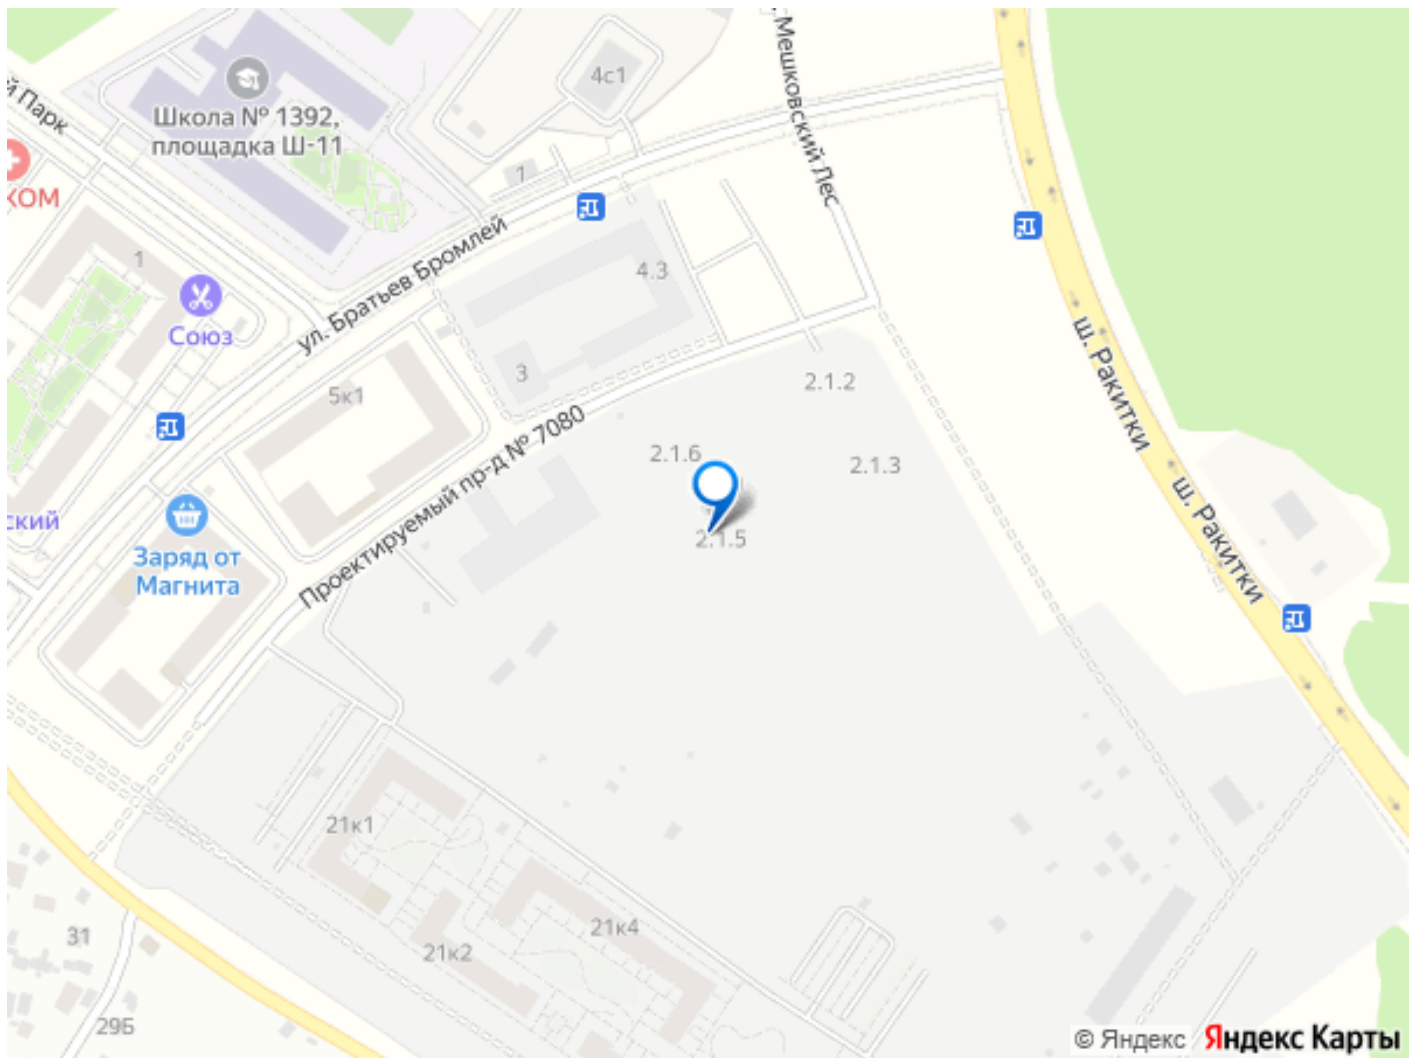 й Парк
Школа № 1392,
площадка Ш-11
4с1
Мешковский Лес
КОМ
1
7
ул. Братьев Бромлей
4.3
Союз
3
5к1
2.1.2
ш. Ракитки
Проектируемый пр-д № 7080
2.1.6
2.1.3
ш. Ракитки
ский
2.1.5
Заряд от
Магнита
21к1
21к4
21к2
31
29Б
© Яндекс Яндекс Карты